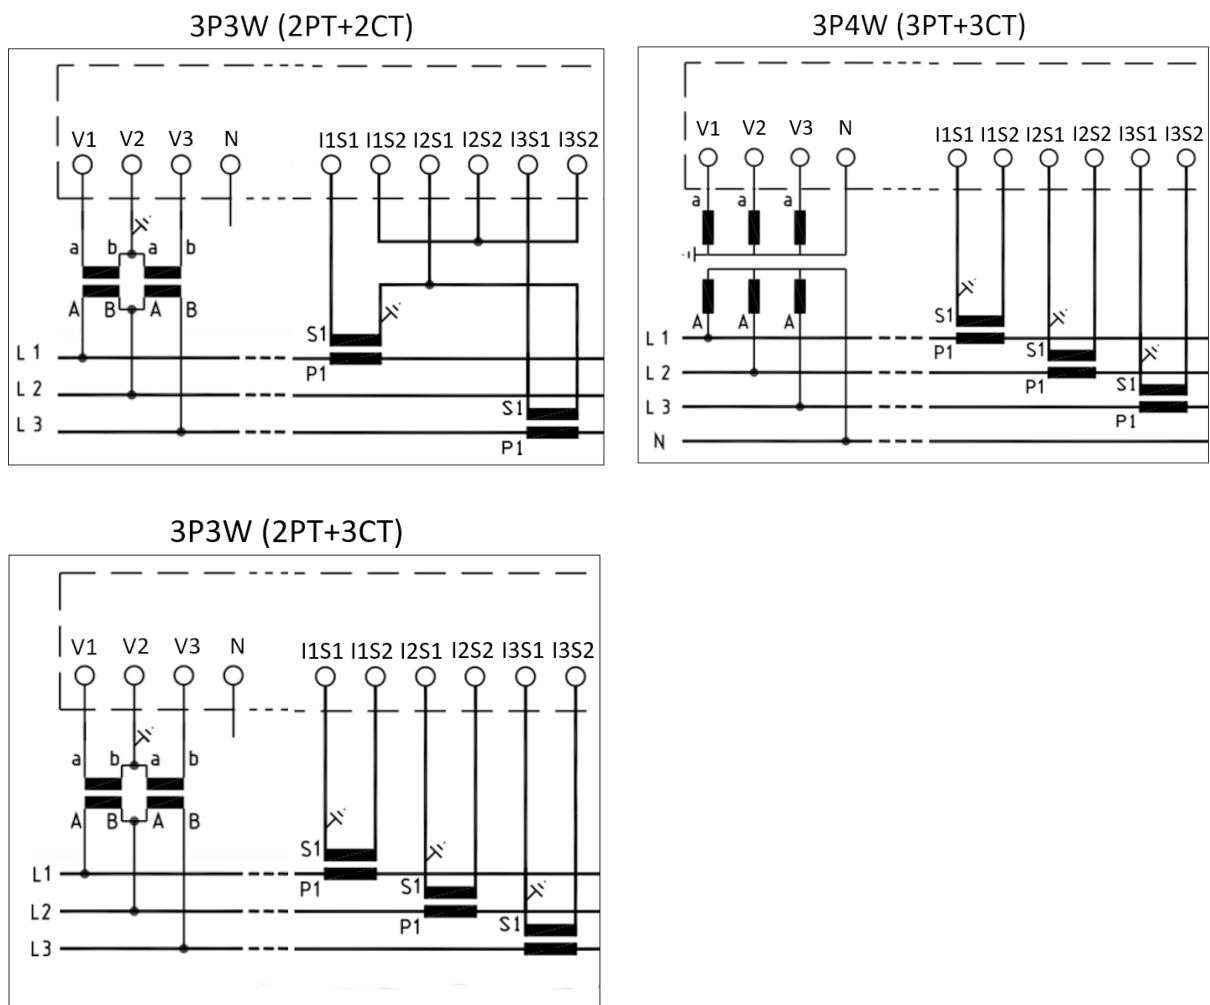 3P3W (2PT+2CT)
V1 V2 V3 N I1S1 I1S2 I2S1 I2S2 I3S1 I3S2
a b a b
A B A B
S1
L 1
P1
L 2
S1
L 3
P1
3P4W (3PT+3CT)
V1 V2 V3 N I1S1 I1S2 I2S1 I2S2 I3S1 I3S2
a a a
A A A
S1
L 1
P1
S1
L 2
P1
S1
L 3
P1
N
3P3W (2PT+3CT)
V1 V2 V3 N I1S1 I1S2 I2S1 I2S2 I3S1 I3S2
a b a b
A B A B
S1
L1
P1
S1
L2
P1
S1
L3